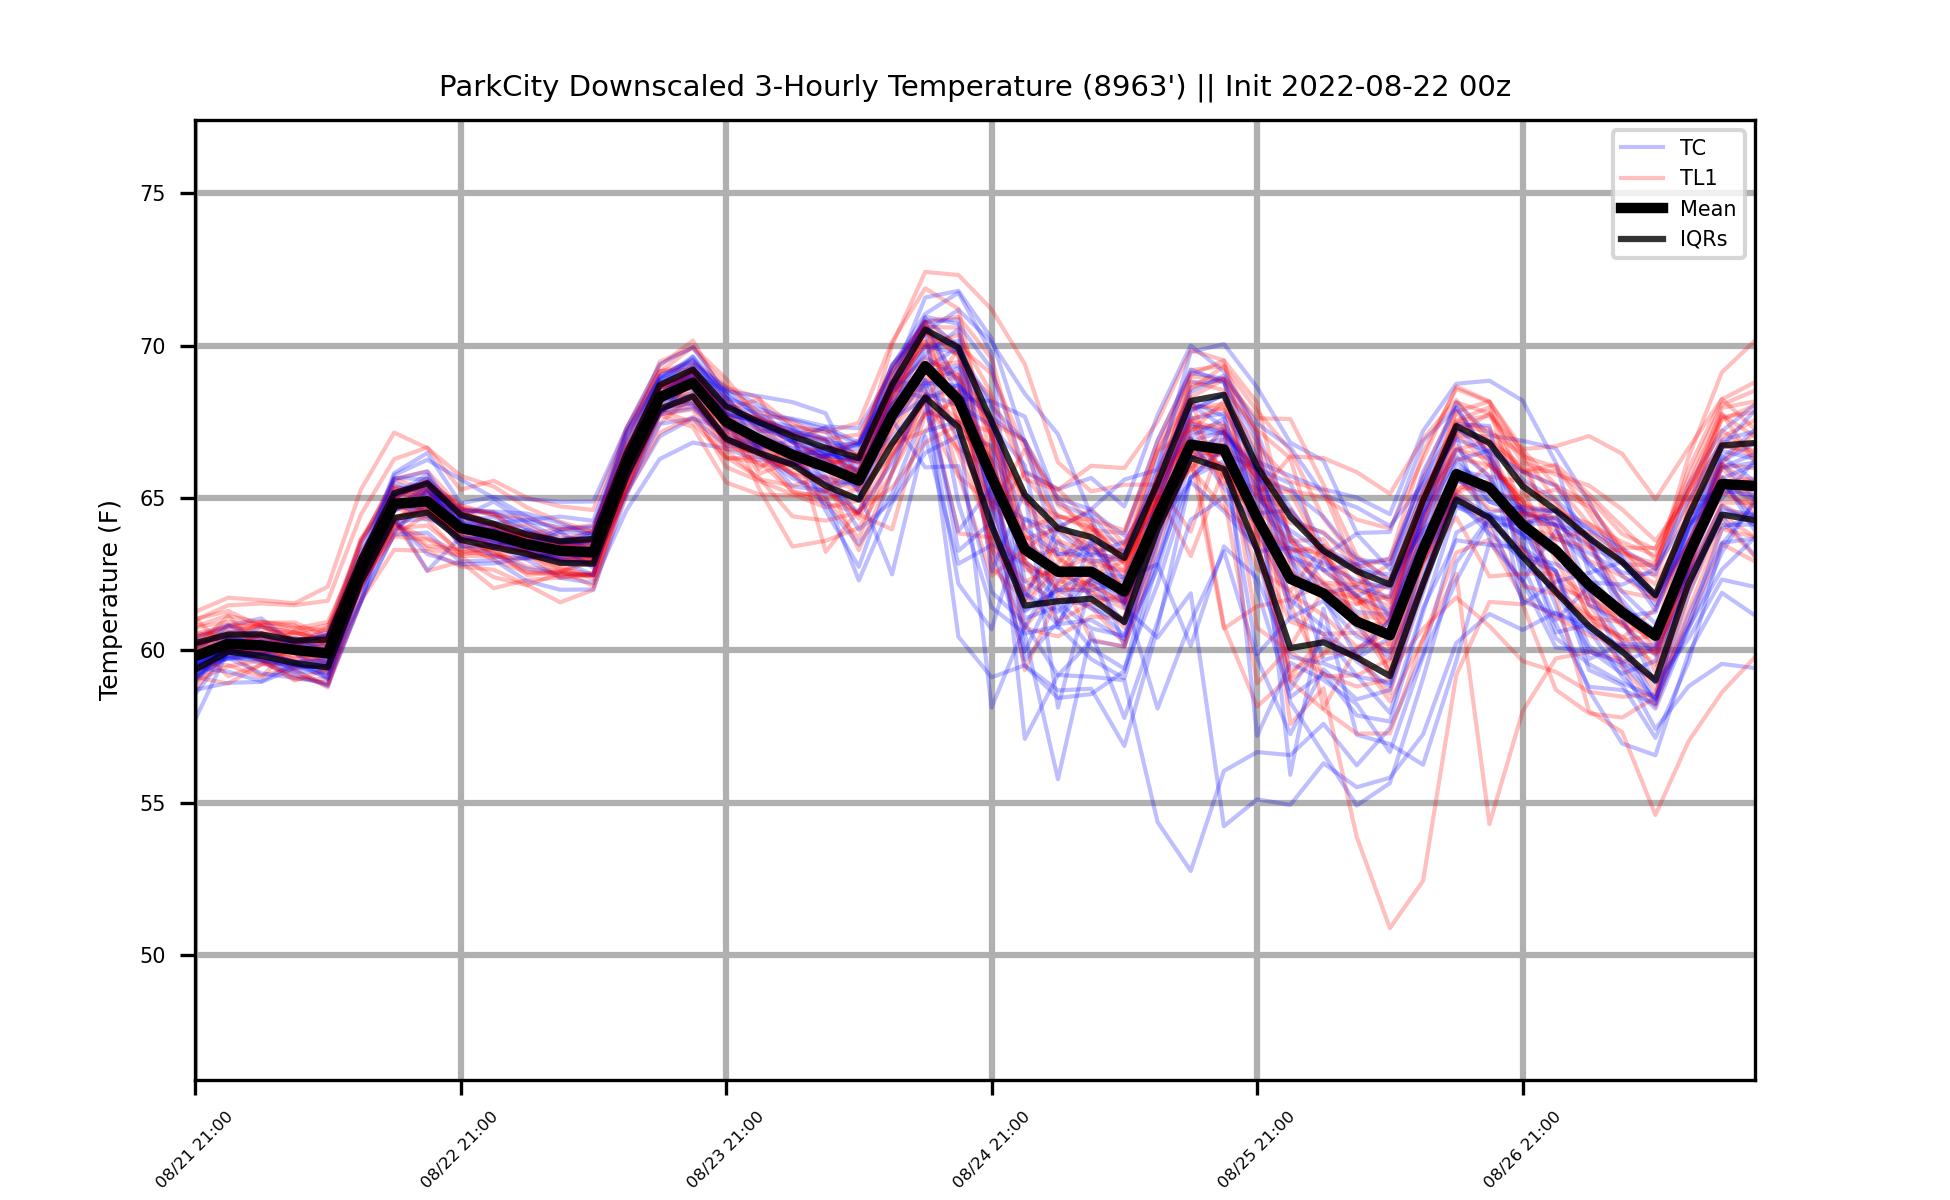 ParkCity Downscaled 3-Hourly Temperature (8963') || Init 2022-08-22 00z
TC
TL1
Mean
IQRs
75
70
65
60
55
50
Temperature (F)
08/21 21:00
08/22 21:00
08/23 21:00
08/24 21:00
08/25 21:00
08/26 21:00